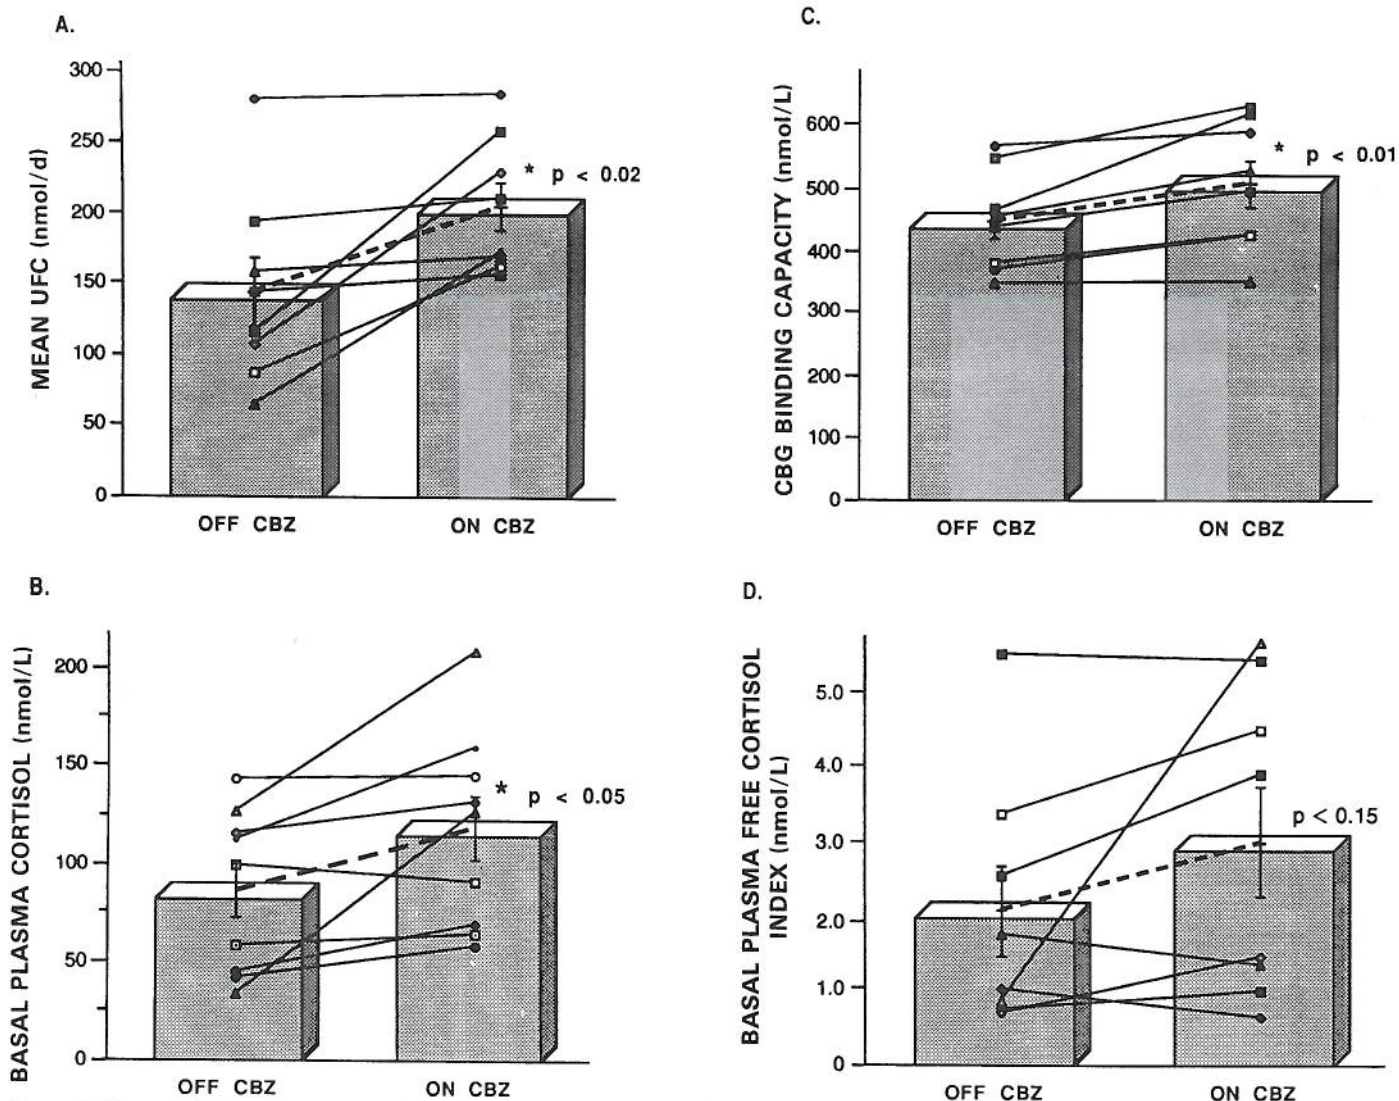 A.
MEAN UFC (nmol/d)
300
250
200
150
100
50
0
* p < 0.02
OFF CBZ
ON CBZ
C.
CBG BINDING CAPACITY (nmol/L)
600
500
400
300
200
100
0
* p < 0.01
OFF CBZ
ON CBZ
B.
BASAL PLASMA CORTISOL (nmol/L)
200
150
100
50
0
* p < 0.05
OFF CBZ
ON CBZ
D.
BASAL PLASMA FREE CORTISOL
INDEX (nmol/L)
5.0
4.0
3.0
2.0
1.0
0
p < 0.15
OFF CBZ
ON CBZ